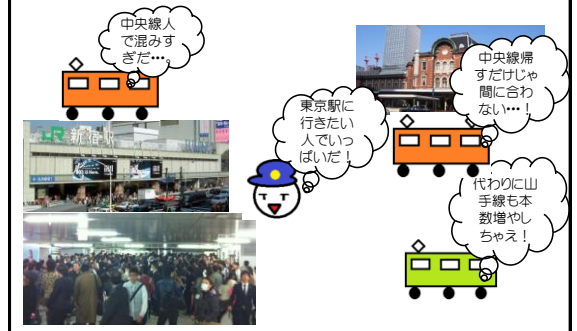 中央線人
で混みす
ぎだ…。
JR 新宿駅
東京駅に
行きたい
人でいっ
ぱいだ！
中央線帰
すだけじゃ
間に合わ
ない…！
代わりに山
手線も本
数増やし
ちゃえ！